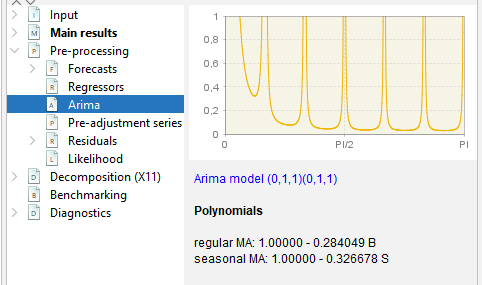 Input
Main results
Pre-processing
Forecasts
Regressors
Arima
Pre-adjustment series
Residuals
Likelihood
Decomposition (X11)
Benchmarking
Diagnostics
0,8
0,6
0,4
0,2
0
0 PI/2 PI
Arima model (0,1,1)(0,1,1)
Polynomials
regular MA: 1.00000 - 0.284049 B
seasonal MA: 1.00000 - 0.326678 S